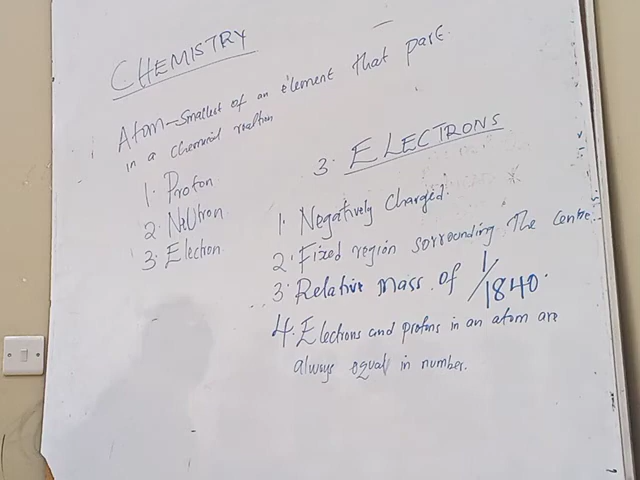 CHEMISTRY
Atom - Smallest of an element that part.
in a chemical reaction
1. Proton
2. Neutron
3. Electron
3. ELECTRONS
1. Negatively Charged.
2. Fixed region sorrounding The centre.
3. Relative Mass of 1/1840.
4. Electrons and protons in an atom are
always equal in number.